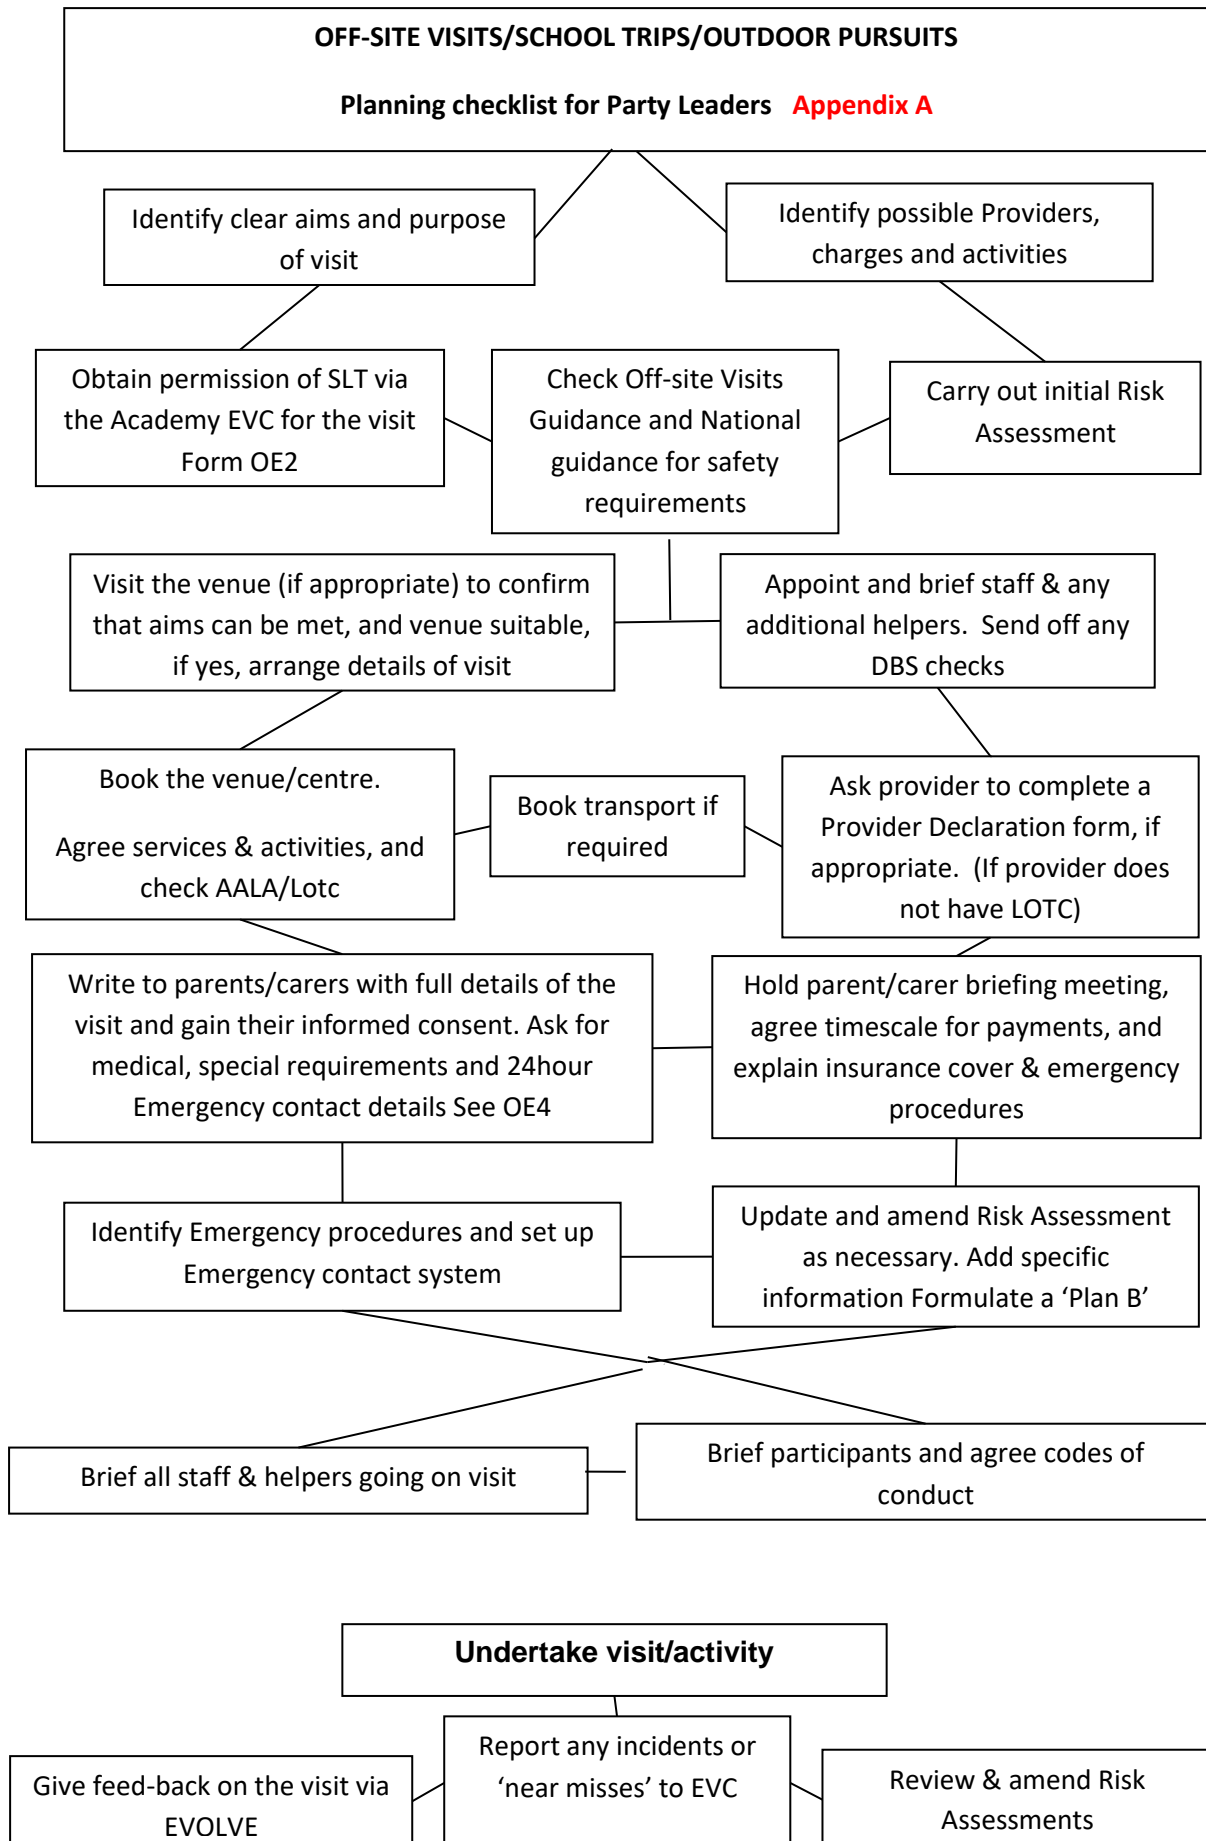 OFF-SITE VISITS/SCHOOL TRIPS/OUTDOOR PURSUITS
Planning checklist for Party Leaders Appendix A
Identify clear aims and purpose
of visit
Identify possible Providers,
charges and activities
Obtain permission of SLT via
the Academy EVC for the visit
Form OE2
Check Off-site Visits
Guidance and National
guidance for safety
requirements
Carry out initial Risk
Assessment
Visit the venue (if appropriate) to confirm
that aims can be met, and venue suitable,
if yes, arrange details of visit
Appoint and brief staff & any
additional helpers. Send off any
DBS checks
Book the venue/centre.
Agree services & activities, and
check AALA/Lotc
Book transport if
required
Ask provider to complete a
Provider Declaration form, if
appropriate. (If provider does
not have LOTC)
Write to parents/carers with full details of the
visit and gain their informed consent. Ask for
medical, special requirements and 24hour
Emergency contact details See OE4
Hold parent/carer briefing meeting,
agree timescale for payments, and
explain insurance cover & emergency
procedures
Identify Emergency procedures and set up
Emergency contact system
Update and amend Risk Assessment
as necessary. Add specific
information Formulate a ‘Plan B’
Brief all staff & helpers going on visit
Brief participants and agree codes of
conduct
Undertake visit/activity
Give feed-back on the visit via
EVOLVE
Report any incidents or
‘near misses’ to EVC
Review & amend Risk
Assessments